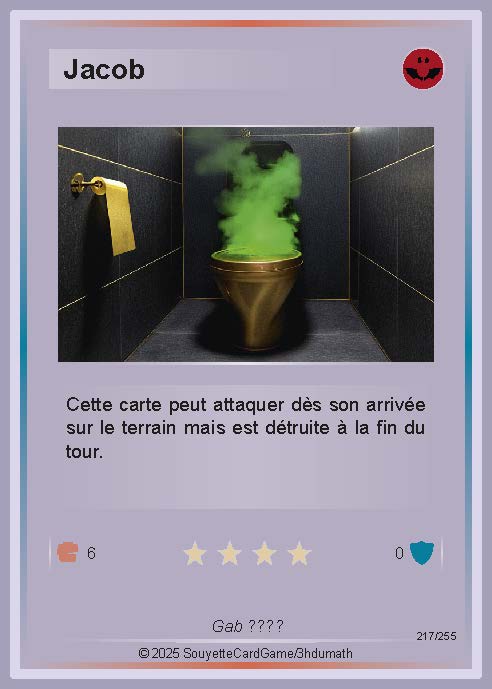 Jacob
Cette carte peut attaquer dès son arrivée
sur le terrain mais est détruite à la fin du
tour.
6
0
Gab ????
217/255
© 2025 SouyetteCardGame/3hdumath